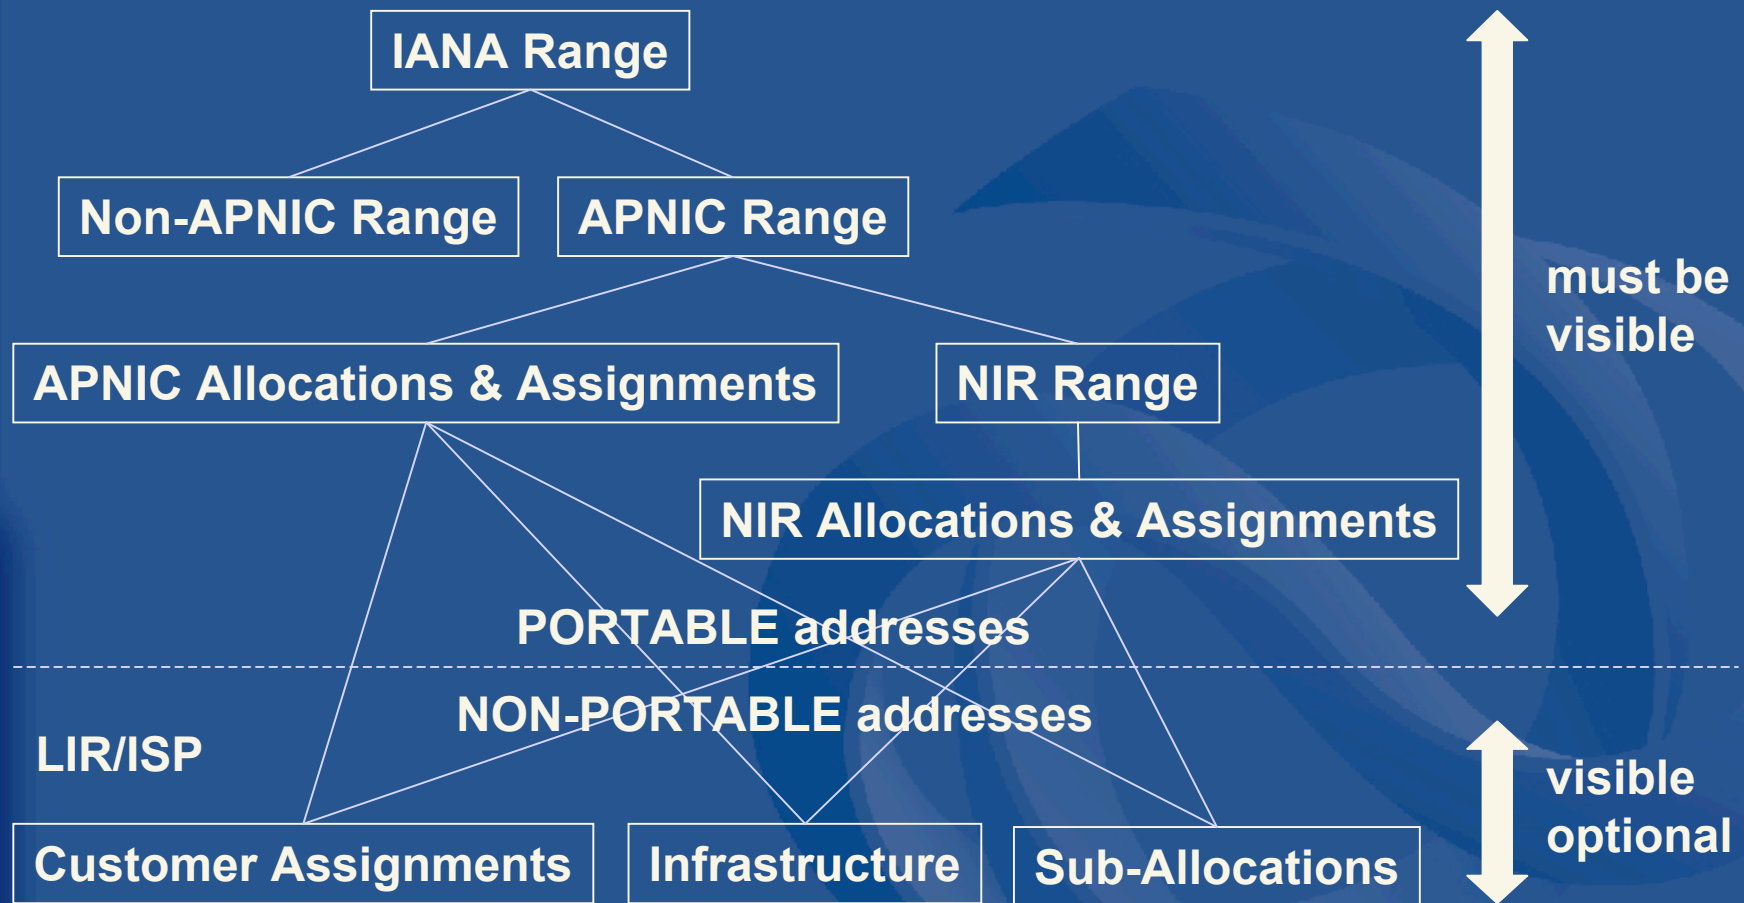 IANA Range
Non-APNIC Range
APNIC Range
must be
visible
APNIC Allocations & Assignments
NIR Range
NIR Allocations & Assignments
PORTABLE addresses
NON-PORTABLE addresses
LIR/ISP
visible
optional
Customer Assignments
Infrastructure
Sub-Allocations